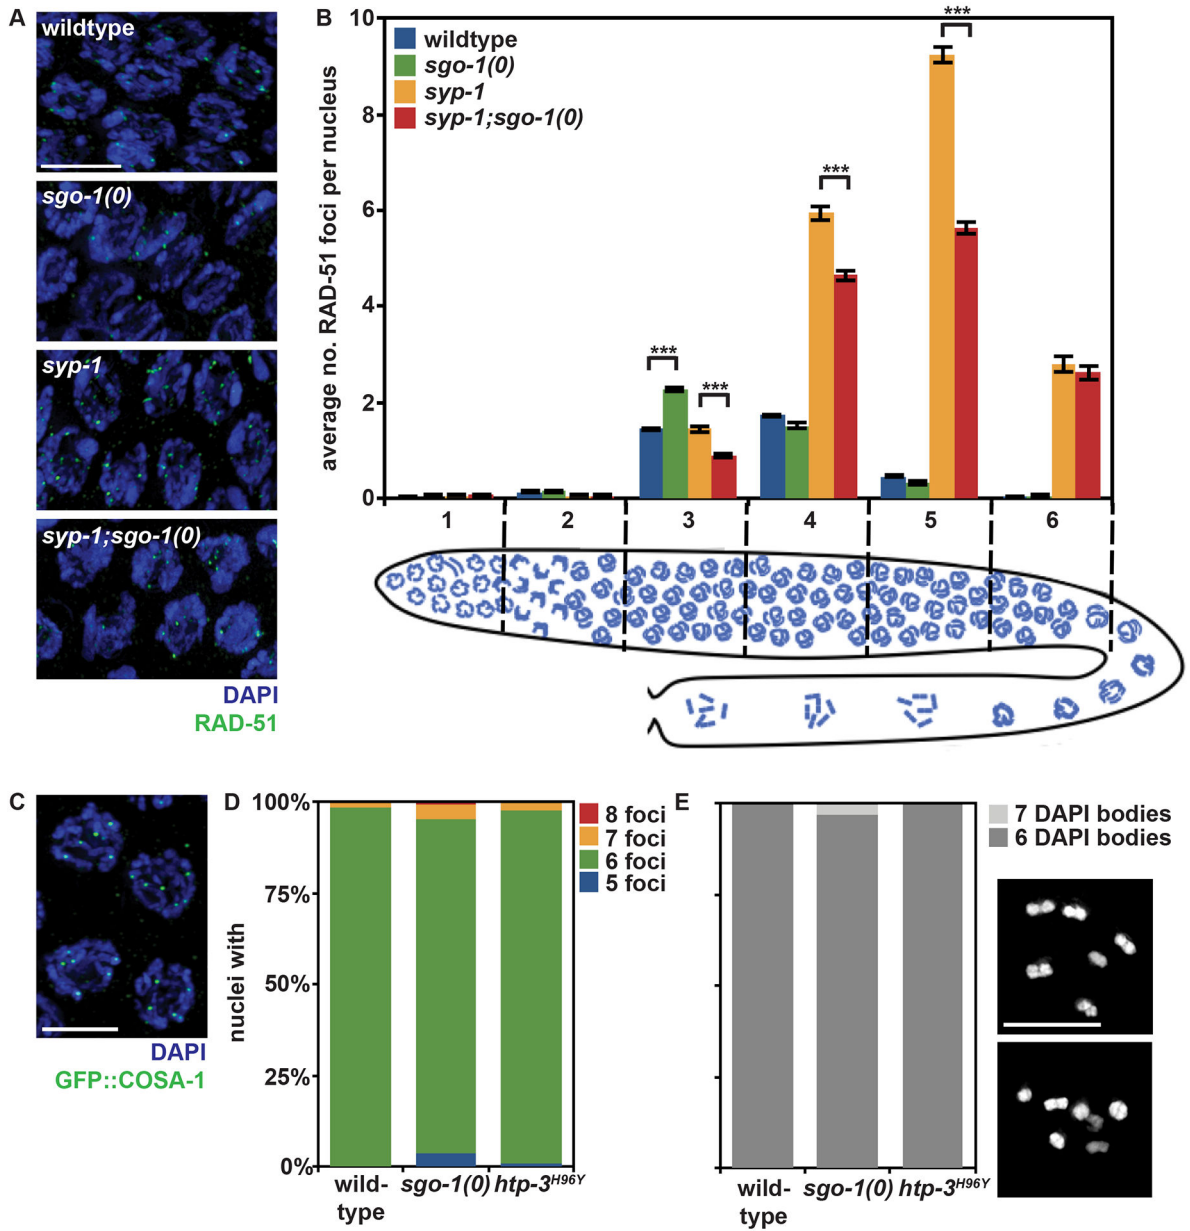 A
wildtype
sgo-1(0)
syp-1
syp-1;sgo-1(0)
DAPI
RAD-51
B
average no. RAD-51 foci per nucleus
10
8
6
4
2
0
wildtype
sgo-1(0)
syp-1
syp-1;sgo-1(0)
***
***
***
***
1 2 3 4 5 6
C
DAPI
GFP::COSA-1
D
nuclei with
100%
75%
50%
25%
0%
wild-type
sgo-1(0)
htp-3H96Y
8 foci
7 foci
6 foci
5 foci
E
7 DAPI bodies
6 DAPI bodies
wild-type
sgo-1(0)
htp-3H96Y